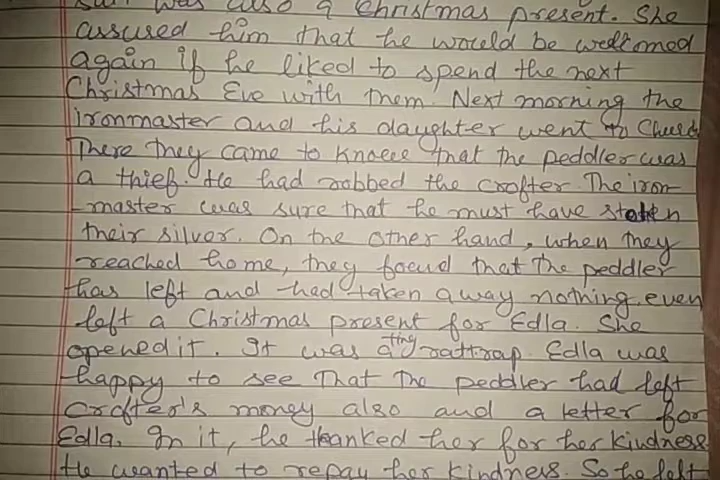 suit was also a Christmas present. She
assured him that he would be welcomed
again if he liked to spend the next
Christmas Eve with them. Next morning the
ironmaster and his daughter went to Church
There they came to know that the peddler was
a thief. He had robbed the crofter. The iron-
-master was sure that he must have stolen
their silver. On the other hand, when they
reached home, they found that the peddler
has left and had taken away nothing. even
left a Christmas present for Edla. She
opened it. It was a tiny rattrap. Edla was
happy to see that the peddler had left
Crofter's money also and a letter for
Edla. In it, he thanked her for her kindness
He wanted to repay her kindness. So he left